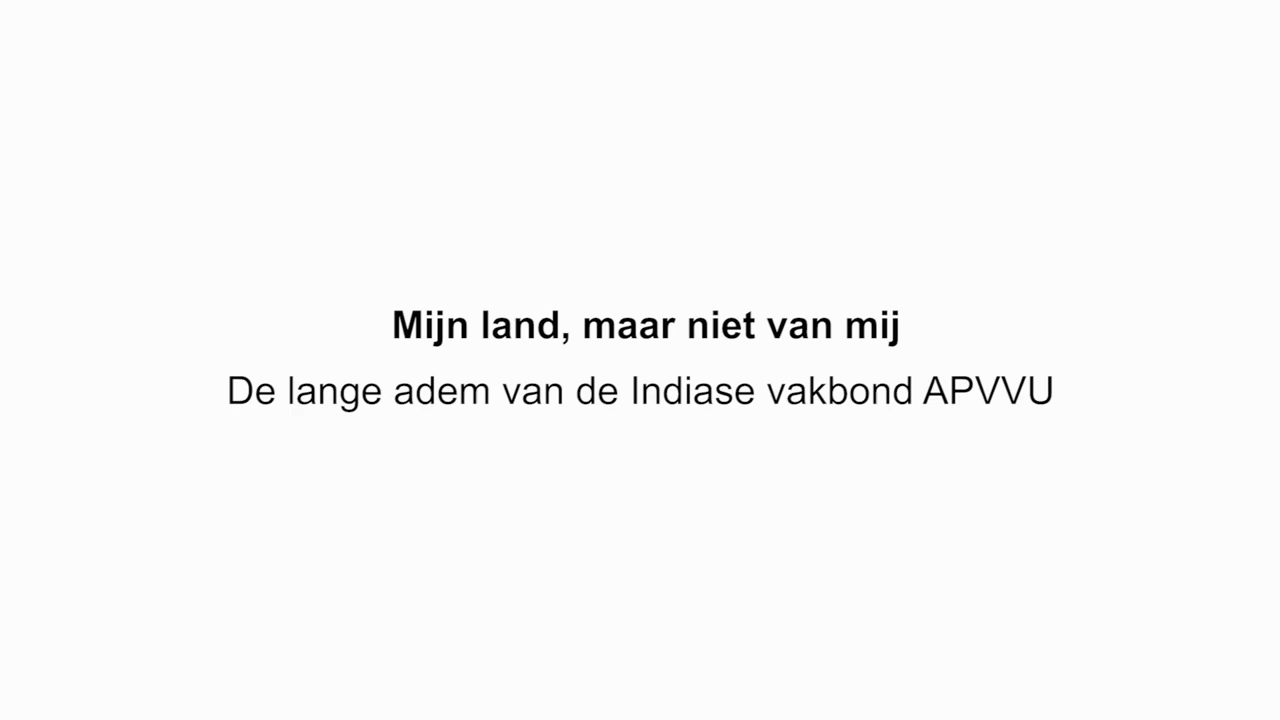 Mijn land, maar niet van mij
De lange adem van de Indiase vakbond APVVU